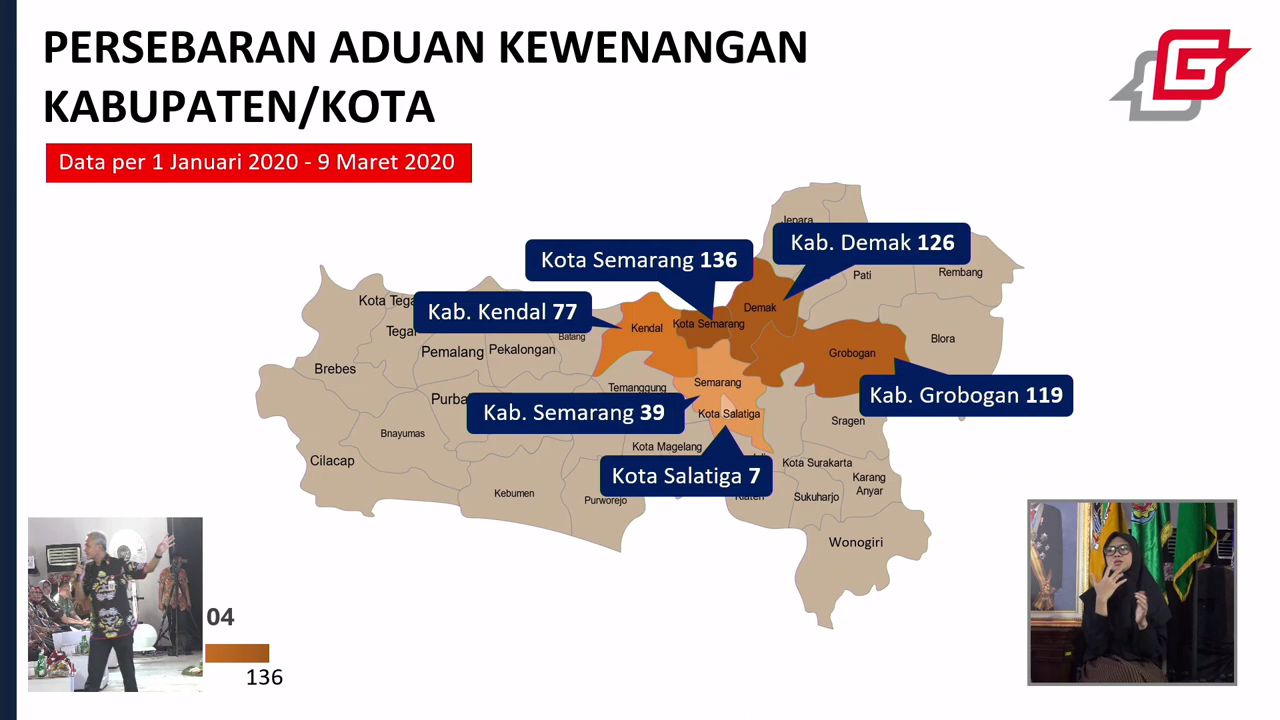 PERSEBARAN ADUAN KEWENANGAN
KABUPATEN/KOTA
Data per 1 Januari 2020 - 9 Maret 2020
Jepara
Kab. Demak 126
Kota Semarang 136
Pati
Rembang
Kota Tega
Kab. Kendal 77
Demak
Kendal
Kota Semarang
Tegal
Batang
Blora
Pemalang
Pekalongan
Grobogan
Brebes
Semarang
Temanggung
Kab. Grobogan 119
Purba
Kab. Semarang 39
Kota Salatiga
Sragen
Bnayumas
Kota Magelang
Cilacap
Kota Surakarta
Kota Salatiga 7
Karang
Anyar
Kebumen
Purworejo
Klaten
Sukuharjo
Wonogiri
04
136